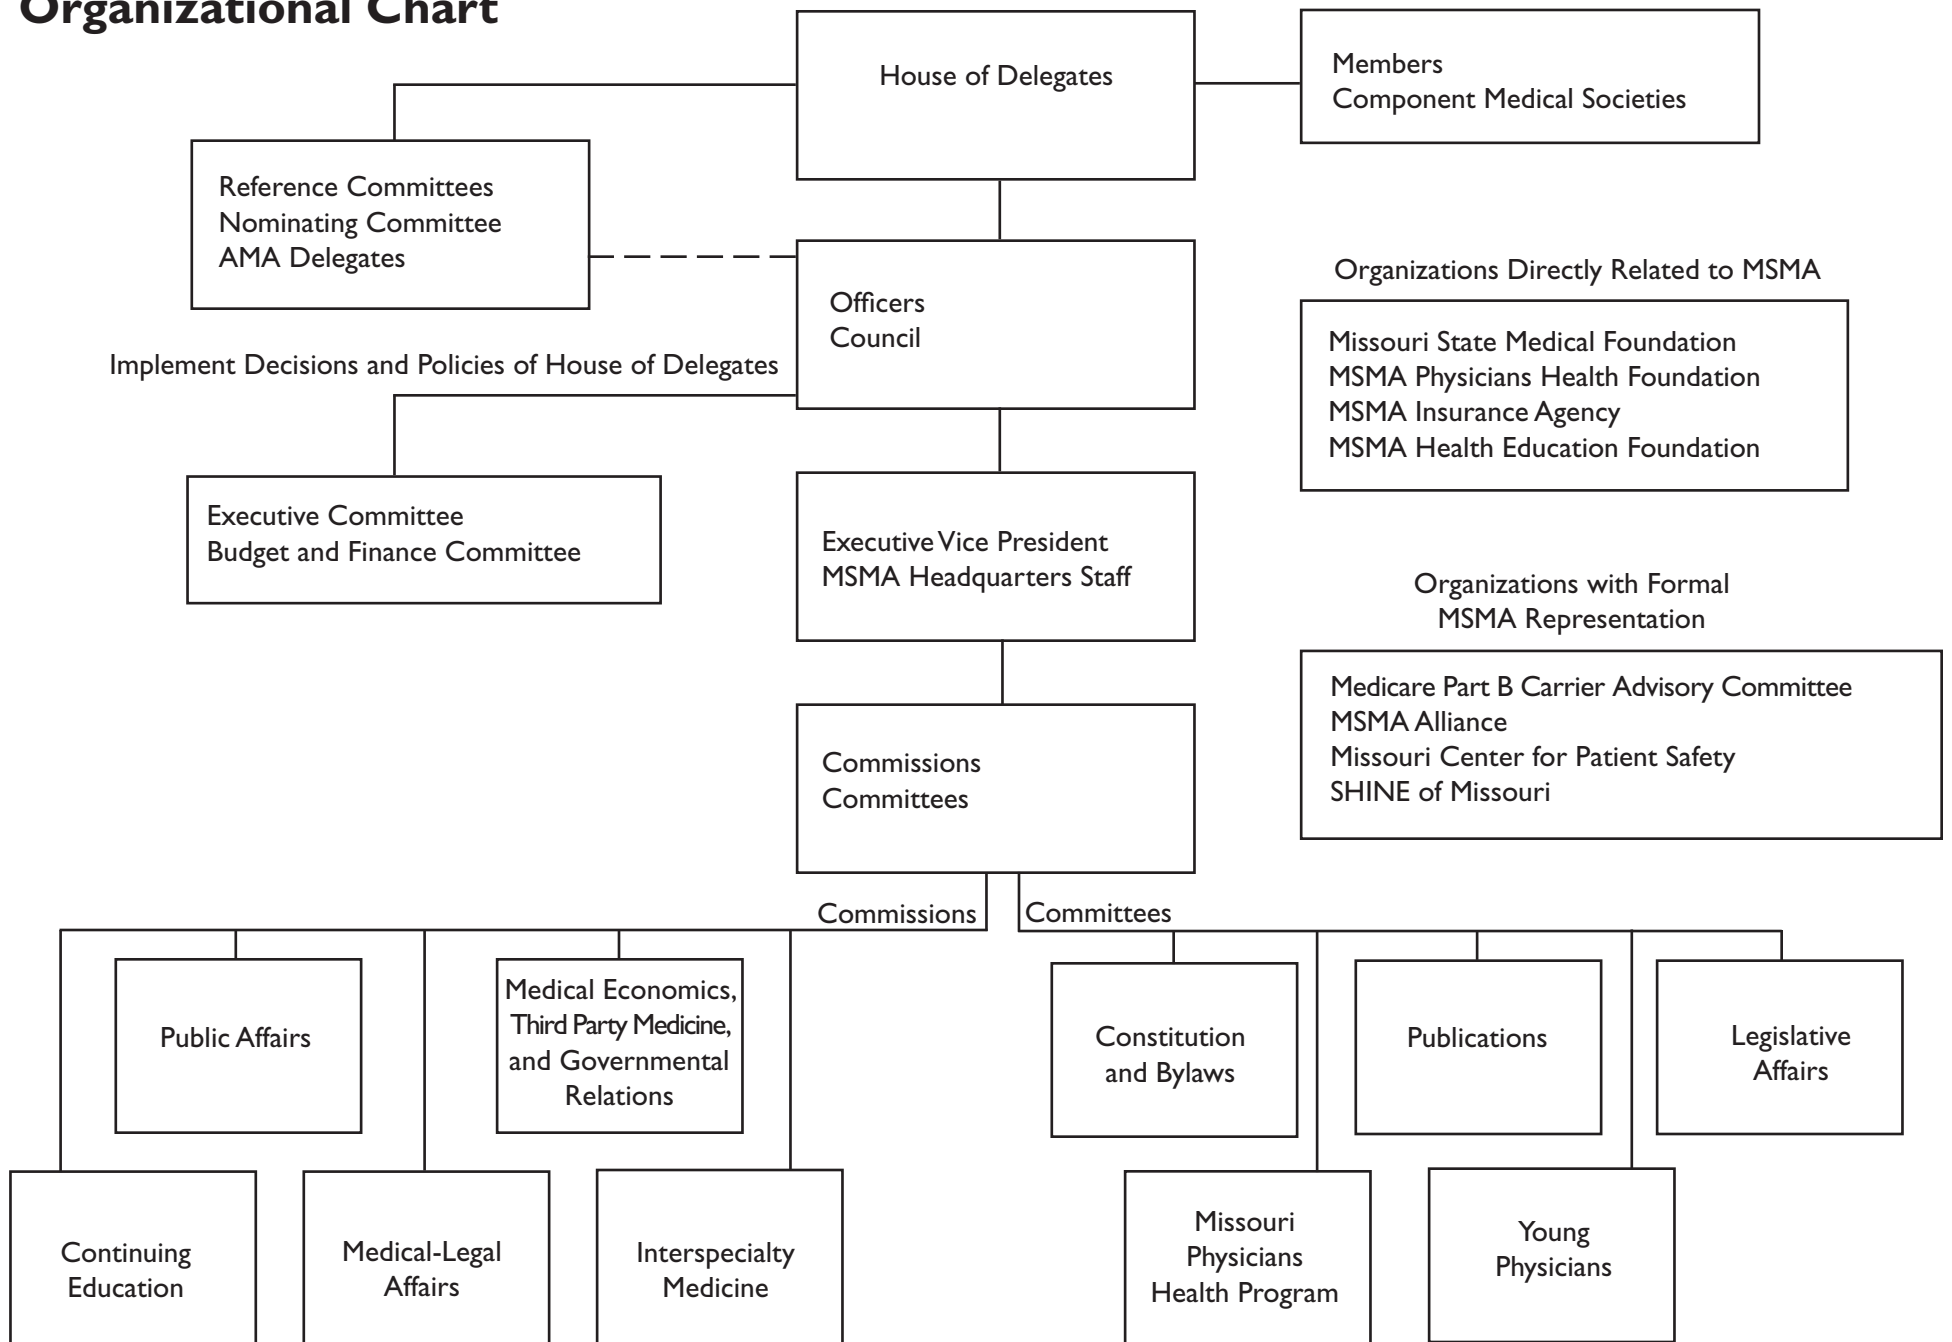 Organizational Chart
House of Delegates
Members
Component Medical Societies
Reference Committees
Nominating Committee
AMA Delegates
Officers
Council
Organizations Directly Related to MSMA
Missouri State Medical Foundation
MSMA Physicians Health Foundation
MSMA Insurance Agency
MSMA Health Education Foundation
Implement Decisions and Policies of House of Delegates
Executive Committee
Budget and Finance Committee
Executive Vice President
MSMA Headquarters Staff
Organizations with Formal
MSMA Representation
Medicare Part B Carrier Advisory Committee
MSMA Alliance
Missouri Center for Patient Safety
SHINE of Missouri
Commissions
Committees
Commissions
Committees
Public Affairs
Medical Economics,
Third Party Medicine,
and Governmental
Relations
Constitution
and Bylaws
Publications
Legislative
Affairs
Continuing
Education
Medical-Legal
Affairs
Interspecialty
Medicine
Missouri
Physicians
Health Program
Young
Physicians